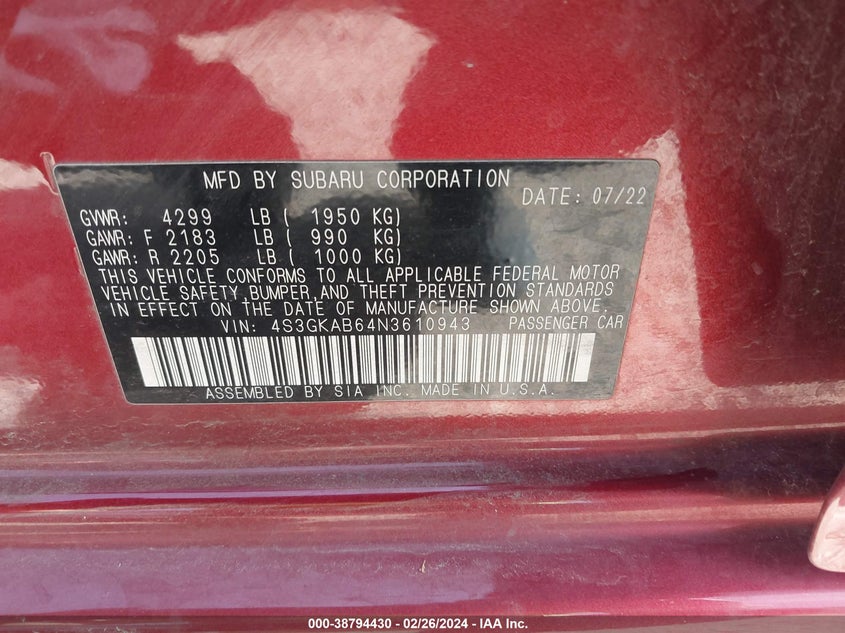 MFD BY SUBARU CORPORATION
DATE: 07/22
GVWR: 4299 LB ( 1950 KG)
GAWR: F 2183 LB ( 990 KG)
GAWR: R 2205 LB ( 1000 KG)
THIS VEHICLE CONFORMS TO ALL APPLICABLE FEDERAL MOTOR
VEHICLE SAFETY,BUMPER,AND THEFT PREVENTION STANDARDS
IN EFFECT ON THE DATE OF MANUFACTURE SHOWN ABOVE.
VIN: 4S3GKAB64N3610943 PASSENGER CAR
ASSEMBLED BY SIA INC. MADE IN U.S.A.
000-38794430 - 02/26/2024 - IAA Inc.